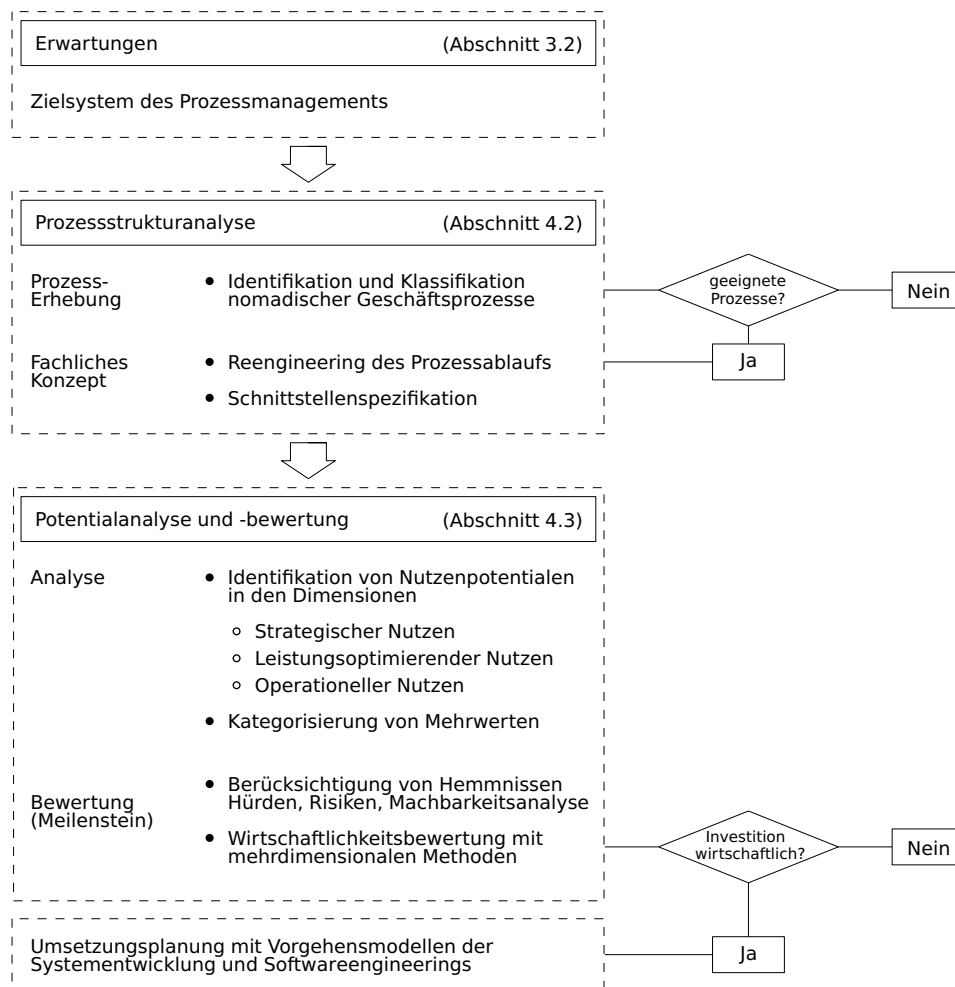 Erwartungen (Abschnitt 3.2)
Zielsystem des Prozessmanagements
Prozessstrukturanalyse (Abschnitt 4.2)
Prozess-
Erhebung
• Identifikation und Klassifikation
nomadischer Geschäftsprozesse
geeignete
Prozesse?
Nein
Ja
Fachliches
Konzept
• Reengineering des Prozessablaufs
• Schnittstellenspezifikation
Potentialanalyse und -bewertung (Abschnitt 4.3)
Analyse
• Identifikation von Nutzenpotentialen
in den Dimensionen
◦ Strategischer Nutzen
◦ Leistungsoptimierender Nutzen
◦ Operationeller Nutzen
• Kategorisierung von Mehrwerten
Bewertung
(Meilenstein)
• Berücksichtigung von Hemmnissen
Hürden, Risiken, Machbarkeitsanalyse
• Wirtschaftlichkeitsbewertung mit
mehrdimensionalen Methoden
Investition
wirtschaftlich?
Nein
Ja
Umsetzungsplanung mit Vorgehensmodellen der
Systementwicklung und Softwareengineerings